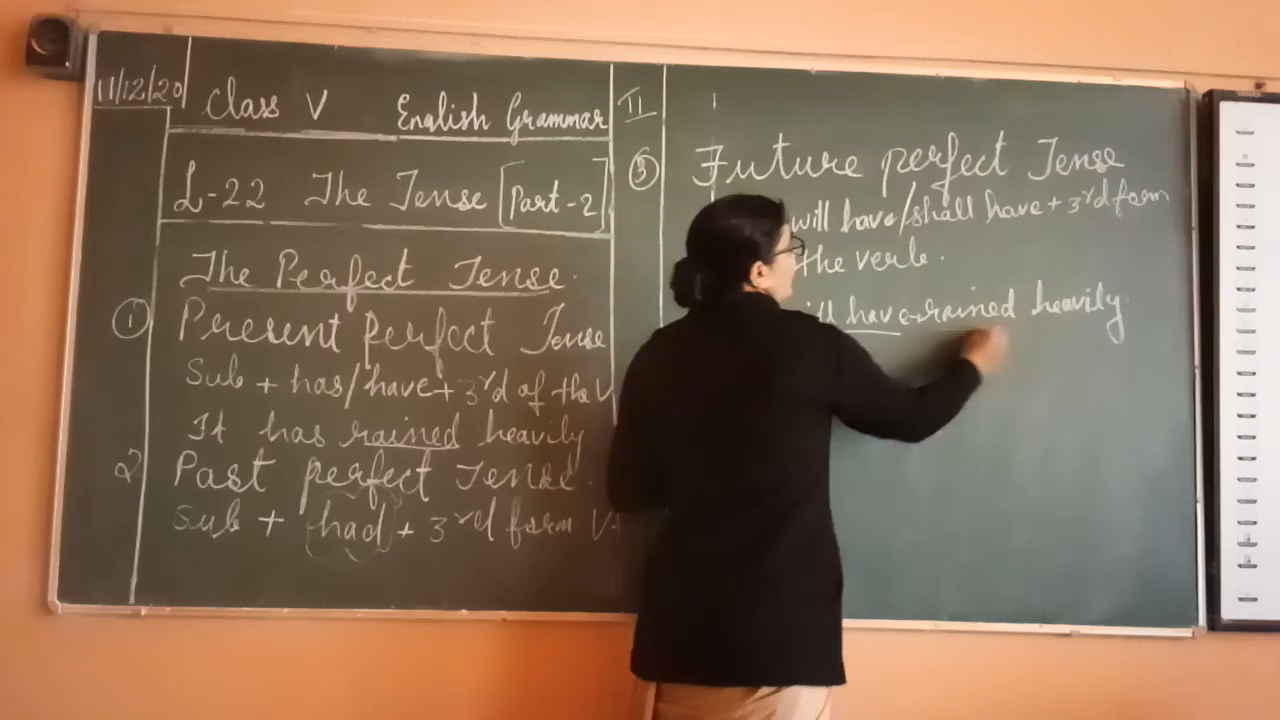 11/12/20
Class V English Grammar
L-22 The Tense [Part-2]
The Perfect Tense.
① Present perfect Tense
Sub + has/have + 3rd of the V
It has rained heavily
2 Past perfect Tense.
Sub + had + 3rd form V
II
③ Future perfect Tense
will have/shall have + 3rd form
the verb.
have rained heavily.